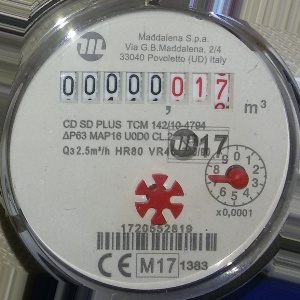 Maddalena S.p.a.
Via G.B.Maddalena, 2/4
33040 Povoletto (UD) Italy
00000017 m³
,
CD SD PLUS TCM 142/10-4784
ΔP63 MAP16 U0D0
M17
Q₃ 2.5m³/h HR80
x0,0001
1720652819
CE M17 1383